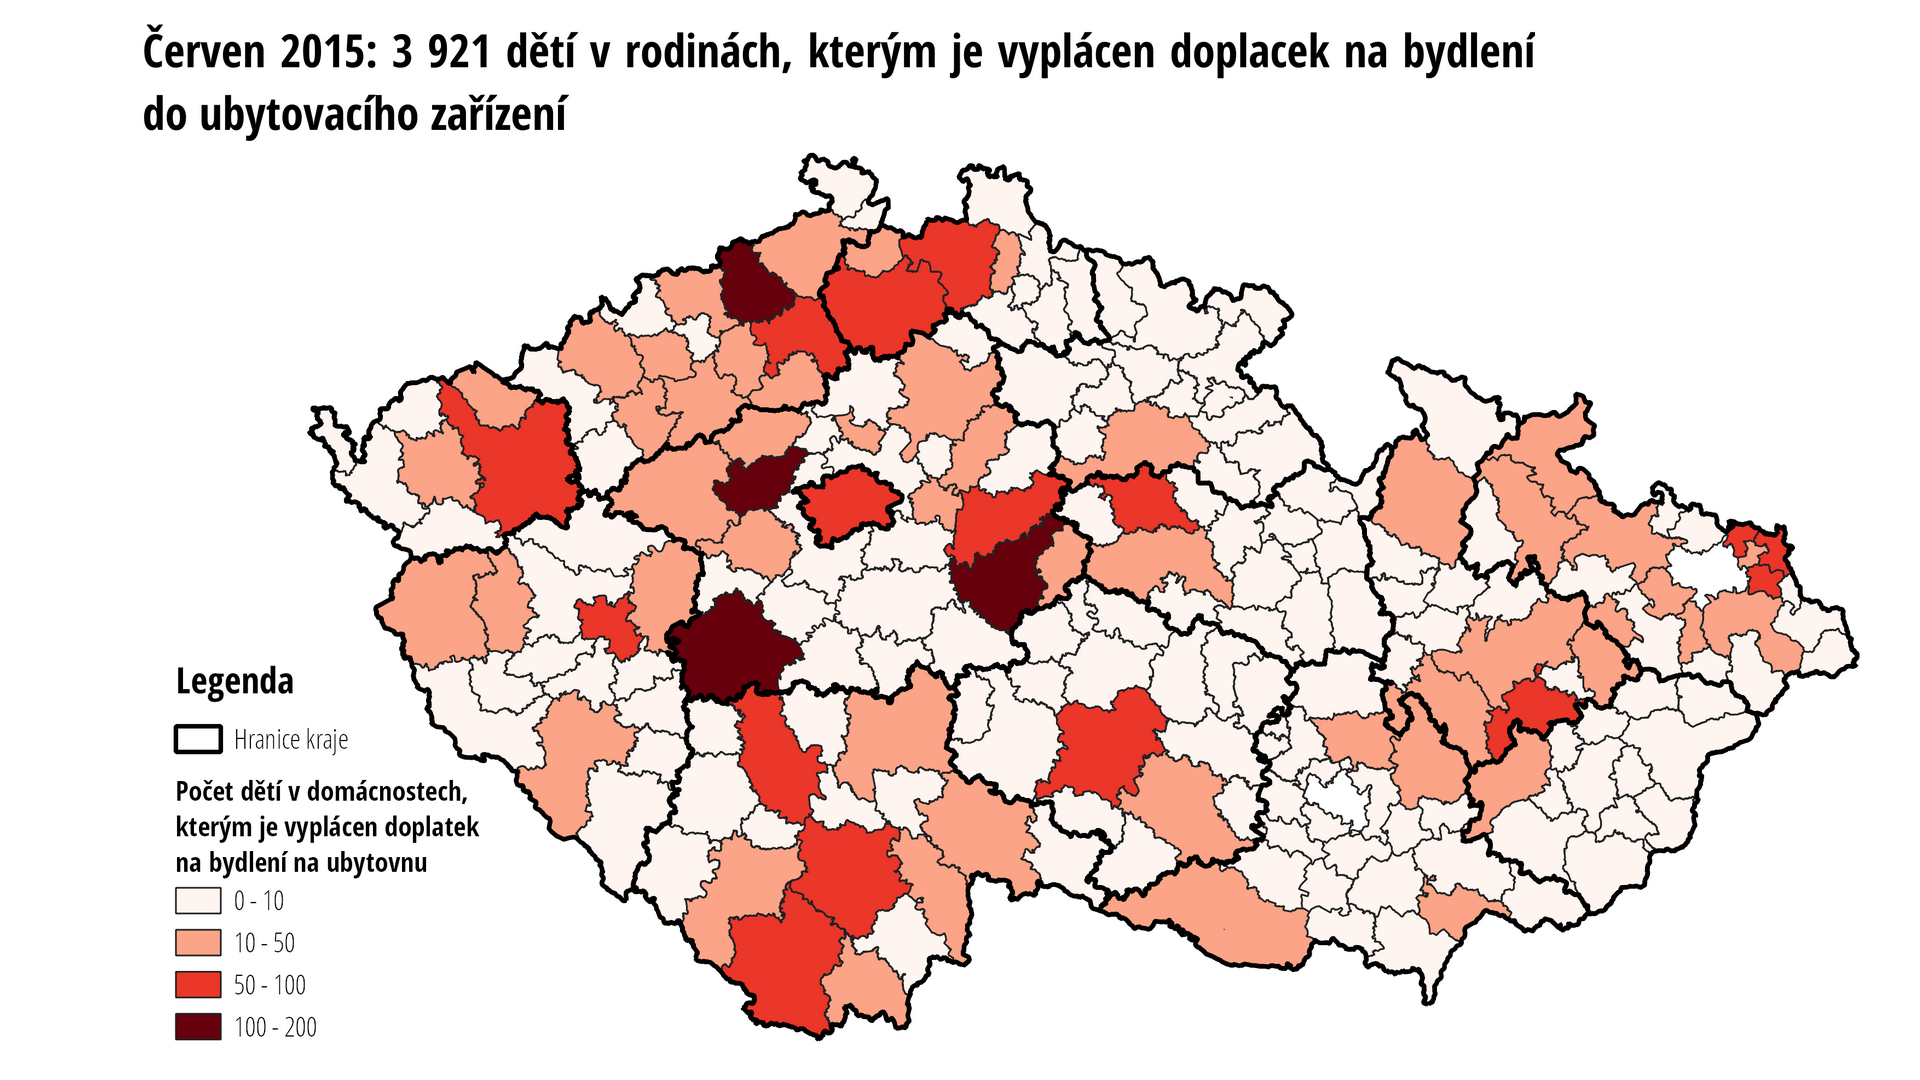 Červen 2015: 3 921 dětí v rodinách, kterým je vyplácen doplacek na bydlení
do ubytovacího zařízení
Legenda
Hranice kraje
Počet dětí v domácnostech,
kterým je vyplácen doplatek
na bydlení na ubytovnu
0 - 10
10 - 50
50 - 100
100 - 200